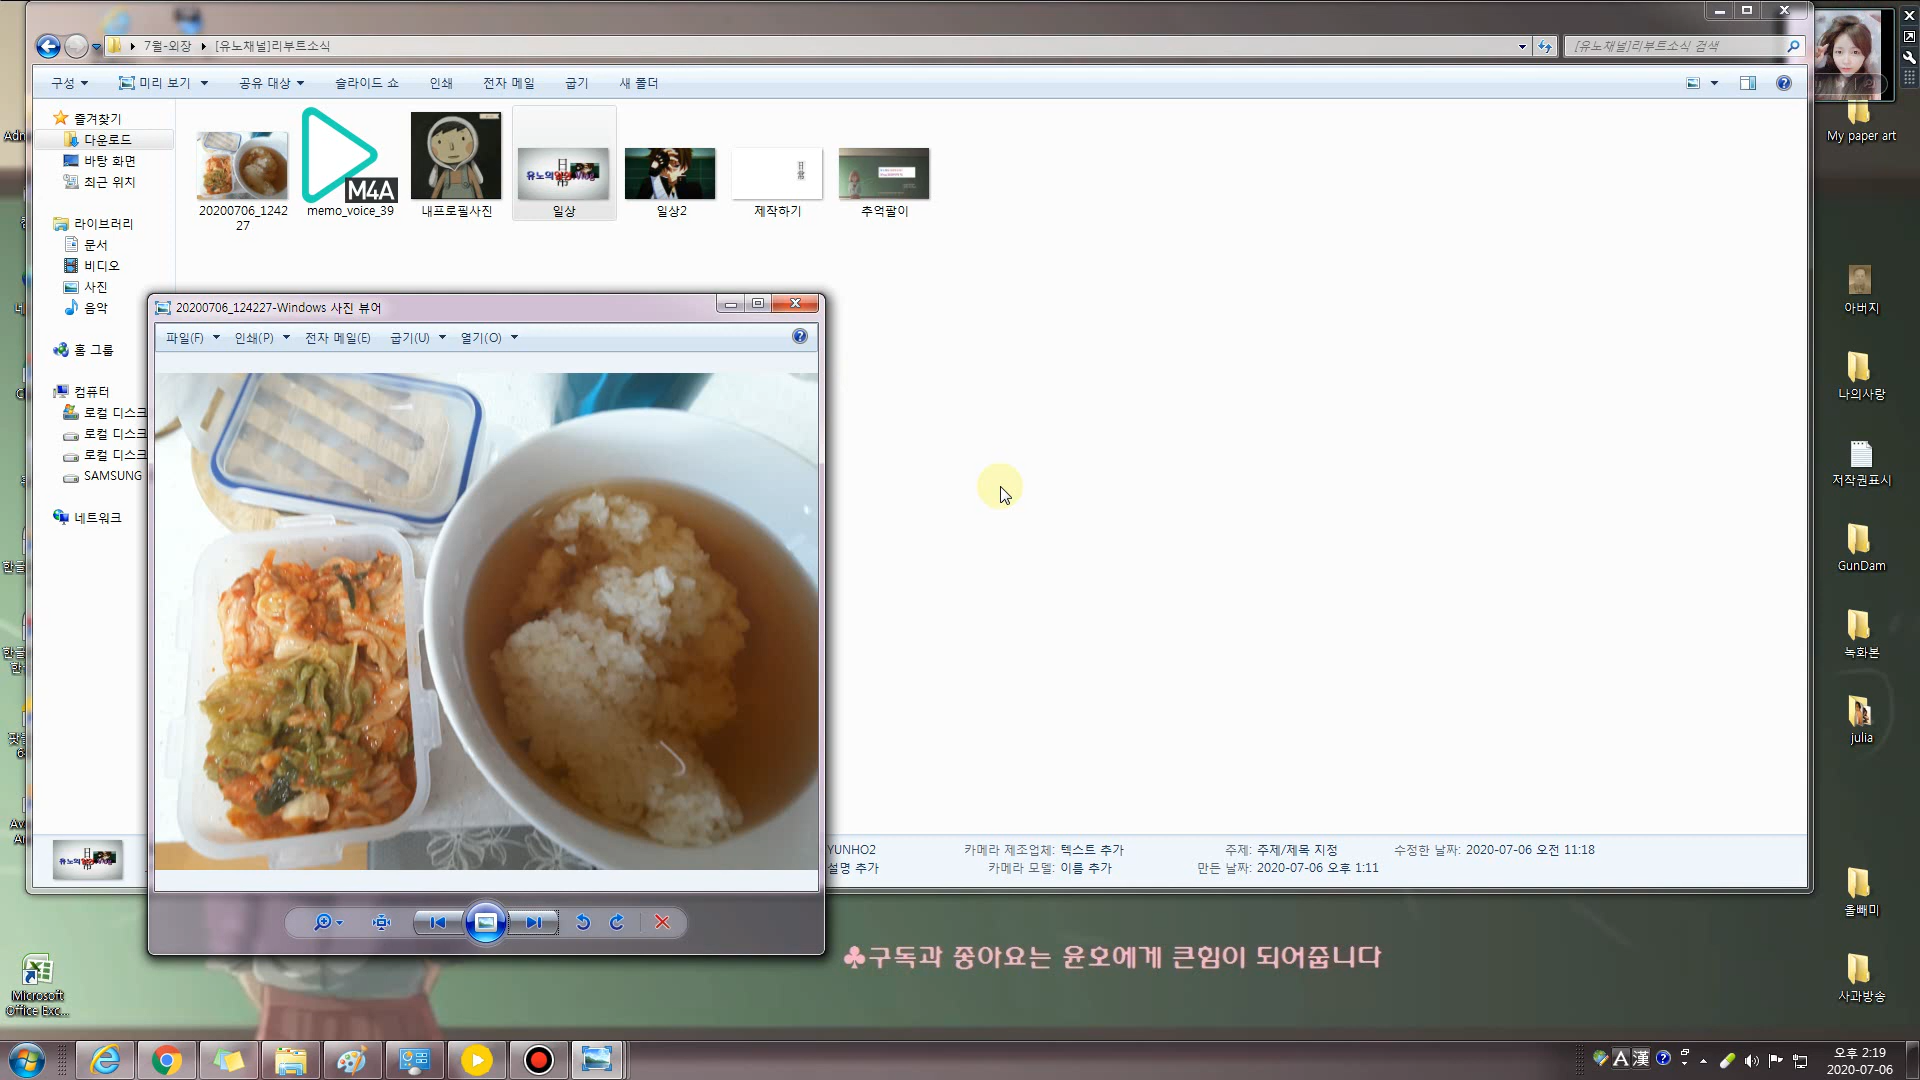 7월-외장 ▸ [유노채널]리부트소식
[유노채널]리부트소식 검색
구성 미리 보기 공유 대상 슬라이드 쇼 인쇄 전자 메일 굽기 새 폴더
즐겨찾기
다운로드
바탕 화면
최근 위치
라이브러리
문서
비디오
사진
음악
홈 그룹
컴퓨터
로컬 디스크
로컬 디스크
로컬 디스크
SAMSUNG
네트워크
M4A
유노의
日常
20200706_124227
memo_voice_39
내프로필사진
일상
일상2
제작하기
추억팔이
20200706_124227-Windows 사진 뷰어
파일(F) 인쇄(P) 전자 메일(E) 굽기(U) 열기(O)
YUNHO2 카메라 제조업체: 텍스트 추가 주제: 주제/제목 지정 수정한 날짜: 2020-07-06 오전 11:18
설명 추가 카메라 모델: 이름 추가 만든 날짜: 2020-07-06 오후 1:11
♣구독과 좋아요는 윤호에게 큰힘이 되어줍니다
My paper art
아버지
나의사랑
저작권표시
GunDam
녹화본
julia
올빼미
사과방송
Microsoft
Office Exc...
A 漢
오후 2:19
2020-07-06